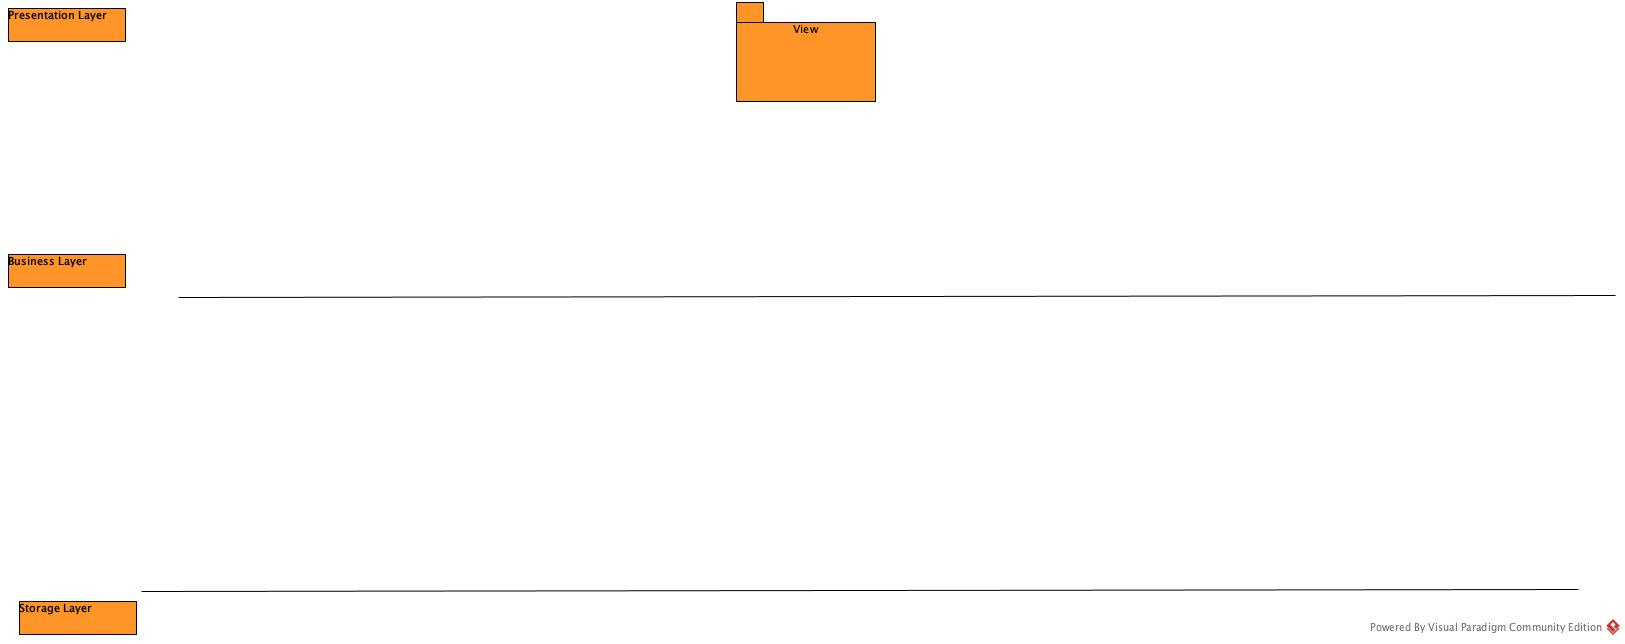 Presentation Layer
View
Business Layer
Storage Layer
Powered By Visual Paradigm Community Edition